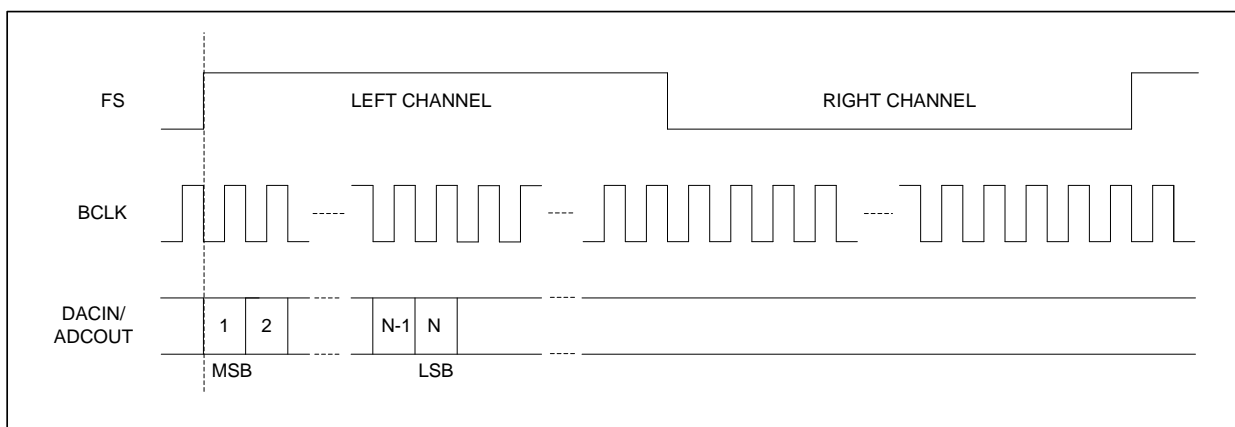 FS
LEFT CHANNEL
RIGHT CHANNEL
BCLK
DACIN/
ADCOUT
1
2
N-1
N
MSB
LSB